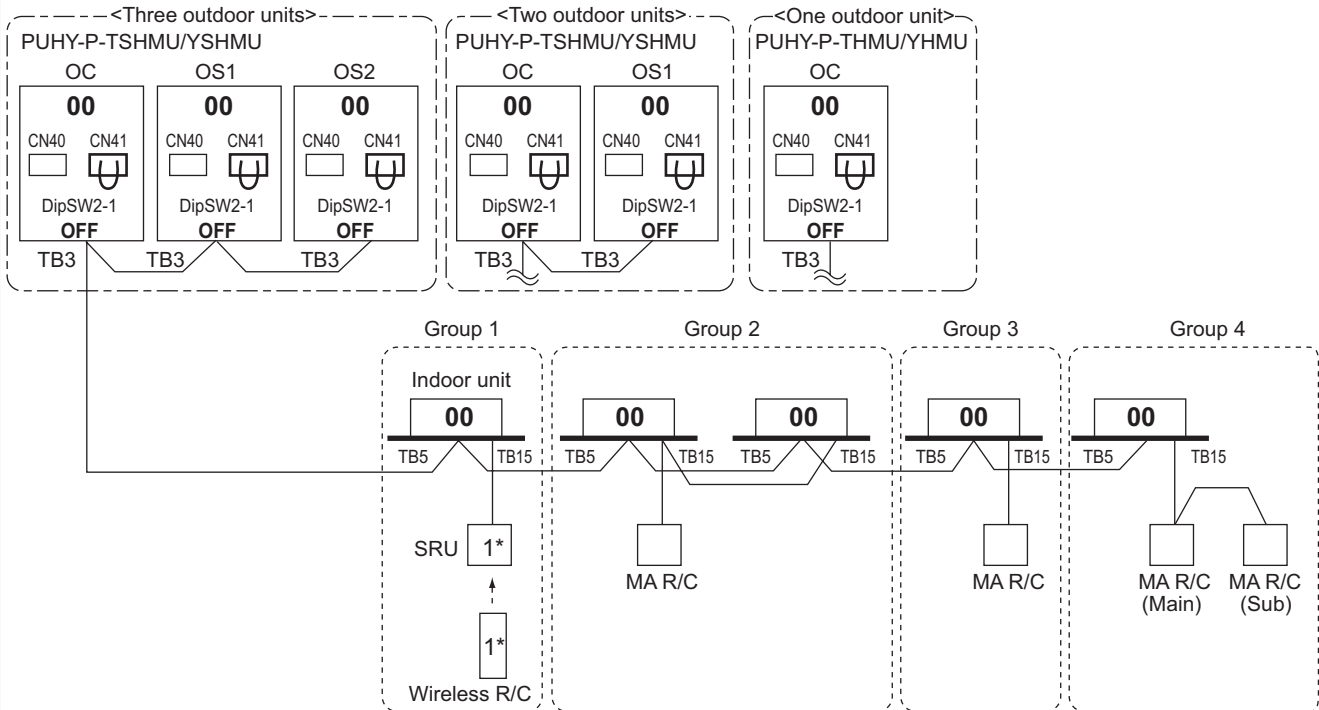 <Three outdoor units>
PUHY-P-TSHMU/YSHMU
OC OS1 OS2
00 00 00
CN40 CN41 CN40 CN41 CN40 CN41
DipSW2-1 DipSW2-1 DipSW2-1
OFF OFF OFF
TB3 TB3 TB3
<Two outdoor units>
PUHY-P-TSHMU/YSHMU
OC OS1
00 00
CN40 CN41 CN40 CN41
DipSW2-1 DipSW2-1
OFF OFF
TB3 TB3
<One outdoor unit>
PUHY-P-THMU/YHMU
OC
00
CN40 CN41
DipSW2-1
OFF
TB3
Group 1
Indoor unit
00
TB5 TB15
SRU 1*
1*
Wireless R/C
Group 2
00 00
TB5 TB15 TB5 TB15
MA R/C
Group 3
00
TB5 TB15
MA R/C
Group 4
00
TB5 TB15
MA R/C MA R/C
(Main) (Sub)